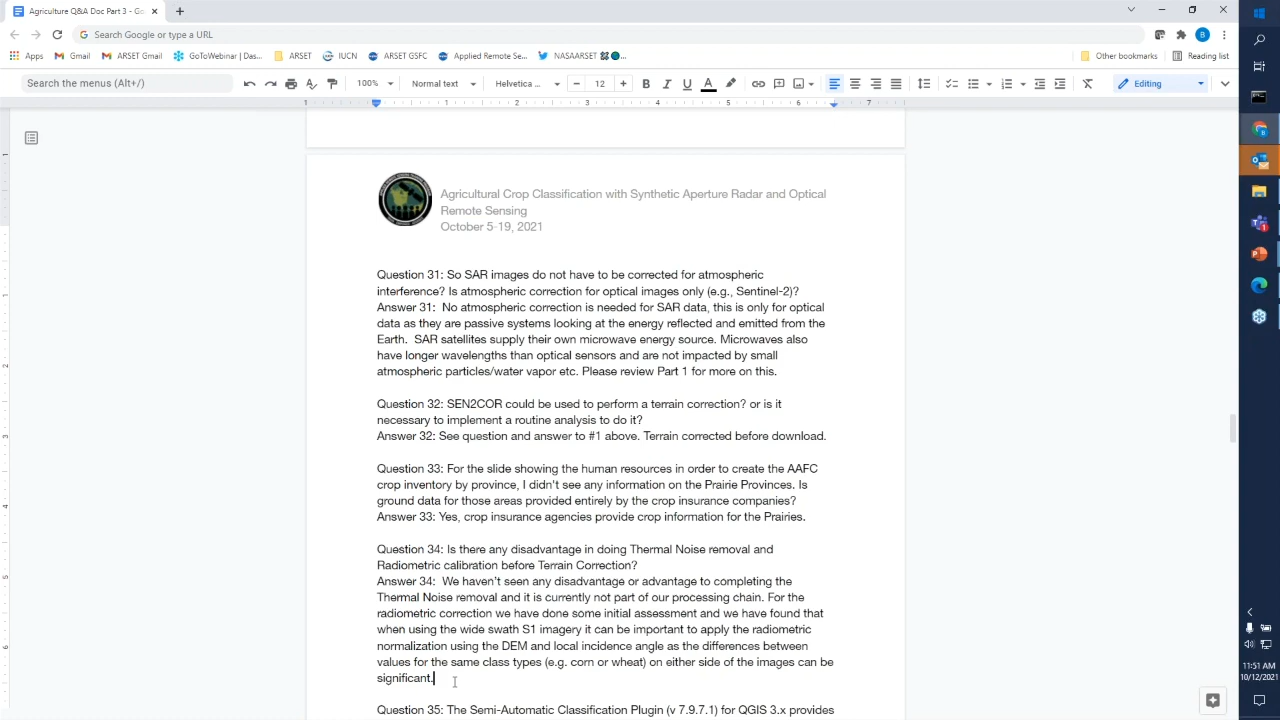 Agriculture Q&A Doc Part 3 - Go
Search Google or type a URL
Apps Gmail ARSET Gmail GoToWebinar | Das... ARSET IUCN ARSET GSFC Applied Remote Se... NASAARSET Other bookmarks Reading list
Search the menus (Alt+/) 100% Normal text Helvetica ... 12 Editing
1 1 2 3 4 5 6 7
Agricultural Crop Classification with Synthetic Aperture Radar and Optical
Remote Sensing
October 5-19, 2021
Question 31: So SAR images do not have to be corrected for atmospheric
interference? Is atmospheric correction for optical images only (e.g., Sentinel-2)?
Answer 31: No atmospheric correction is needed for SAR data, this is only for optical
data as they are passive systems looking at the energy reflected and emitted from the
Earth. SAR satellites supply their own microwave energy source. Microwaves also
have longer wavelengths than optical sensors and are not impacted by small
atmospheric particles/water vapor etc. Please review Part 1 for more on this.
Question 32: SEN2COR could be used to perform a terrain correction? or is it
necessary to implement a routine analysis to do it?
Answer 32: See question and answer to #1 above. Terrain corrected before download.
Question 33: For the slide showing the human resources in order to create the AAFC
crop inventory by province, I didn't see any information on the Prairie Provinces. Is
ground data for those areas provided entirely by the crop insurance companies?
Answer 33: Yes, crop insurance agencies provide crop information for the Prairies.
Question 34: Is there any disadvantage in doing Thermal Noise removal and
Radiometric calibration before Terrain Correction?
Answer 34: We haven't seen any disadvantage or advantage to completing the
Thermal Noise removal and it is currently not part of our processing chain. For the
radiometric correction we have done some initial assessment and we have found that
when using the wide swath S1 imagery it can be important to apply the radiometric
normalization using the DEM and local incidence angle as the differences between
values for the same class types (e.g. corn or wheat) on either side of the images can be
significant.
Question 35: The Semi-Automatic Classification Plugin (v 7.9.7.1) for QGIS 3.x provides
11:51 AM
10/12/2021